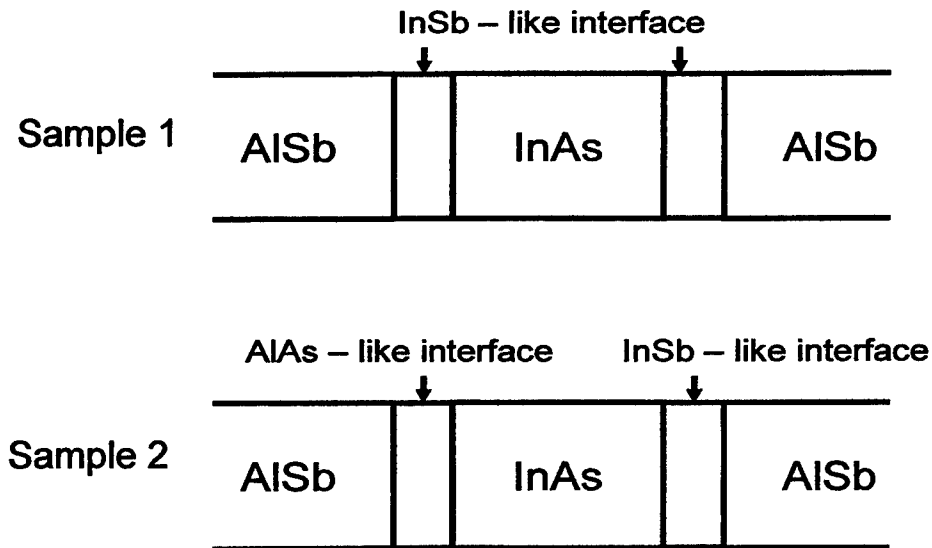 InSb – like interface
Sample 1
AlSb
InAs
AlSb
AlAs – like interface
InSb – like interface
Sample 2
AlSb
InAs
AlSb